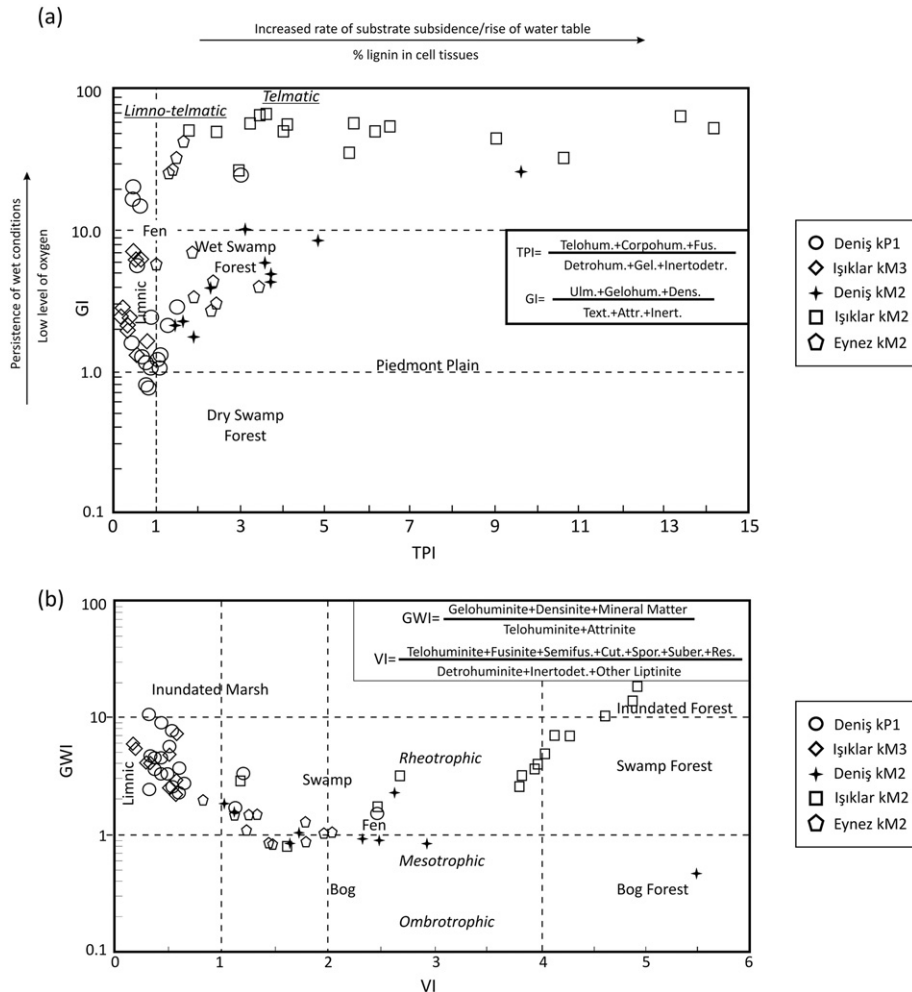 (a)
Increased rate of substrate subsidence/rise of water table
% lignin in cell tissues
Persistence of wet conditions
Low level of oxygen
GI
100
10.0
1.0
0.1
Limno-telmatic
Telmatic
Fen
Limnic
Wet Swamp
Forest
TPI=
Telohum.+Corpohum.+Fus.
Detrohum.+Gel.+Inertodetr.
GI=
Ulm.+Gelohum.+Dens.
Text.+Attr.+Inert.
Piedmont Plain
Dry Swamp
Forest
0 1 3 5 7 9 11 13 15
TPI
Deniş kP1
Işıklar kM3
Deniş kM2
Işıklar kM2
Eynez kM2
(b)
GWI
100
10
1
0.1
GWI=
Gelohuminite+Densinite+Mineral Matter
Telohuminite+Attrinite
VI=
Telohuminite+Fusinite+Semifus.+Cut.+Spor.+Suber.+Res.
Detrohuminite+Inertodet.+Other Liptinite
Inundated Marsh
Inundated Forest
Limnic
Swamp
Rheotrophic
Swamp Forest
Fen
Mesotrophic
Bog
Bog Forest
Ombrotrophic
0 1 2 3 4 5 6
VI
Deniş kP1
Işıklar kM3
Deniş kM2
Işıklar kM2
Eynez kM2